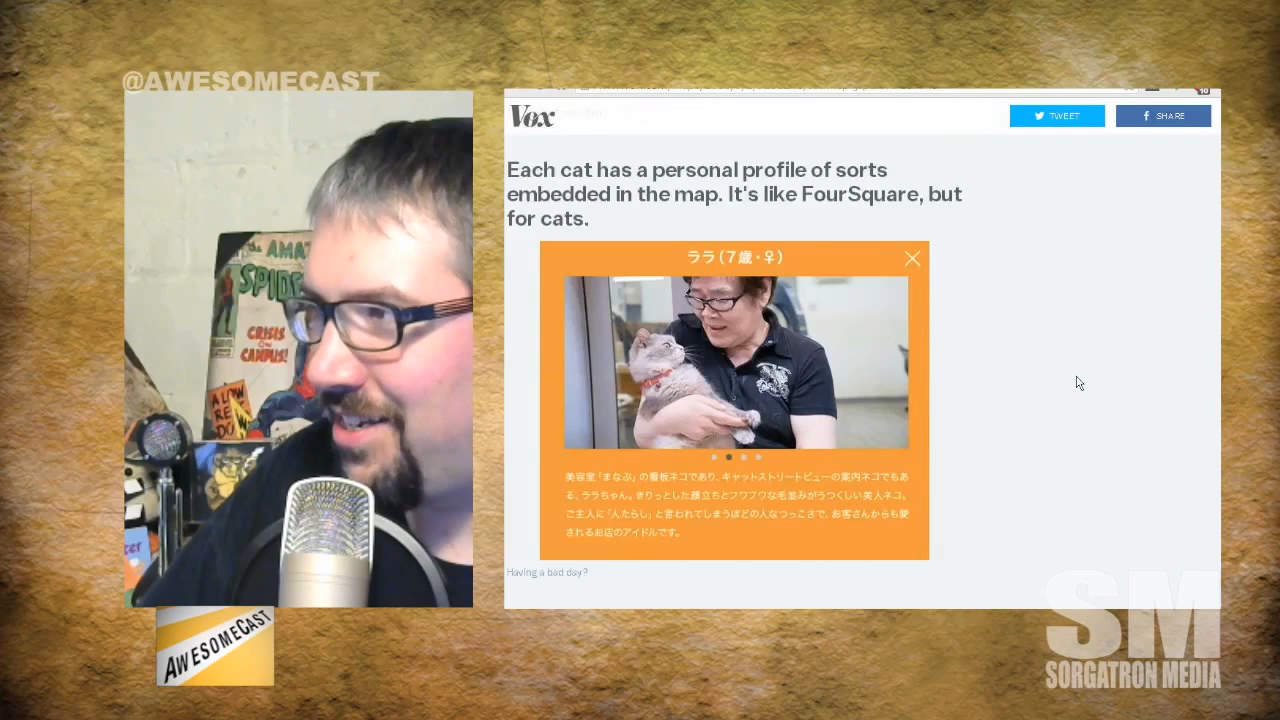 @AWESOMECAST
Vox
TWEET
SHARE
10
Each cat has a personal profile of sorts
embedded in the map. It's like FourSquare, but
for cats.
ララ(7歳・♀)
美容室「まなぶ」の看板ネコであり、キャットストリートビューの案内ネコでもあ
る、ララちゃん。きりっとした顔立ちとフワフワな毛並みがうつくしい美人ネコ。
ご主人に「人たらし」と言われてしまうほどの人なつっこさで、お客さんからも愛
されるお店のアイドルです。
Having a bad day?
the AMA
SPIDE
CRISIS
ON
CAMPUS!
AWESOMECAST
SM
SORGATRON MEDIA